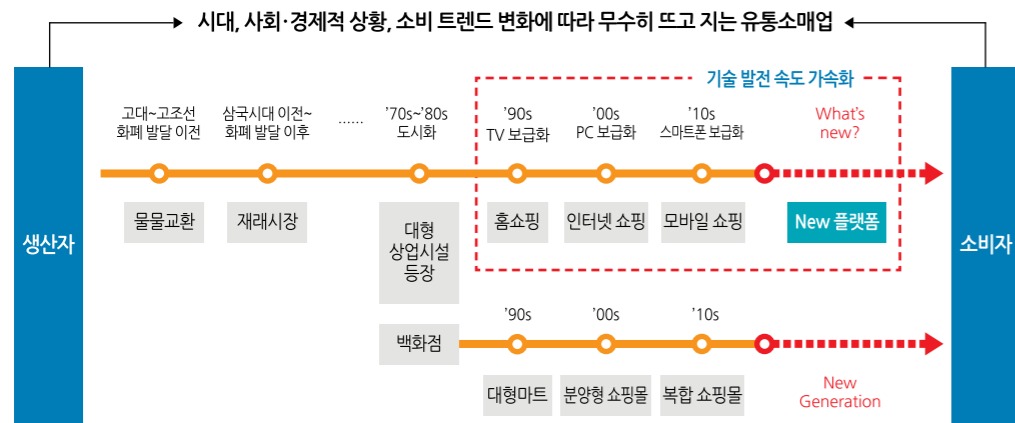 시대, 사회·경제적 상황, 소비 트렌드 변화에 따라 무수히 뜨고 지는 유통소매업
기술 발전 속도 가속화
고대~고조선
화폐 발달 이전
삼국시대 이전~
화폐 발달 이후
......
’70s~’80s
도시화
’90s
TV 보급화
’00s
PC 보급화
’10s
스마트폰 보급화
What’s
new?
생산자
물물교환
재래시장
대형
상업시설
등장
홈쇼핑
인터넷 쇼핑
모바일 쇼핑
New 플랫폼
소비자
백화점
’90s
’00s
’10s
대형마트
분양형 쇼핑몰
복합 쇼핑몰
New
Generation